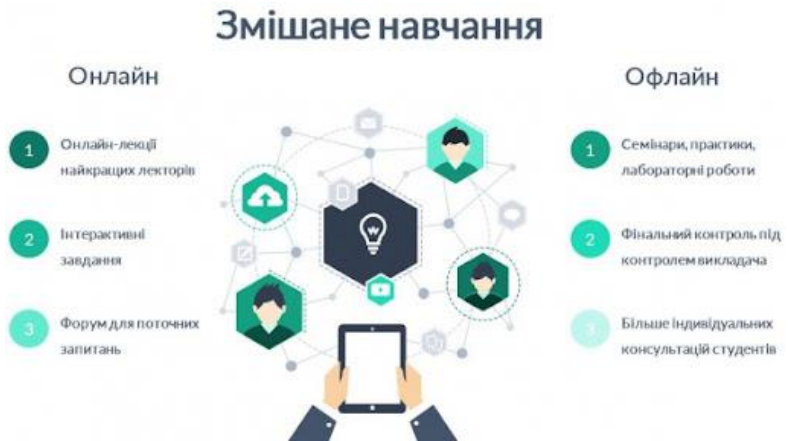 Змішане навчання
Онлайн
1
Онлайн-лекції
найкращих лекторів
2
Інтерактивні
завдання
3
Форум для поточних
запитань
Офлайн
1
Семінари, практики,
лабораторні роботи
2
Фінальний контроль під
контролем викладача
3
Більше індивідуальних
консультацій студентів